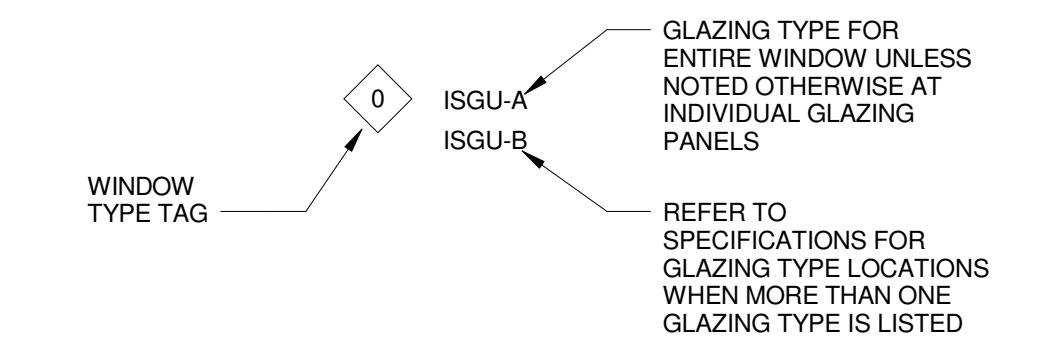 GLAZING TYPE FOR
ENTIRE WINDOW UNLESS
NOTED OTHERWISE AT
INDIVIDUAL GLAZING
PANELS
0
ISGU-A
ISGU-B
WINDOW
TYPE TAG
REFER TO
SPECIFICATIONS FOR
GLAZING TYPE LOCATIONS
WHEN MORE THAN ONE
GLAZING TYPE IS LISTED